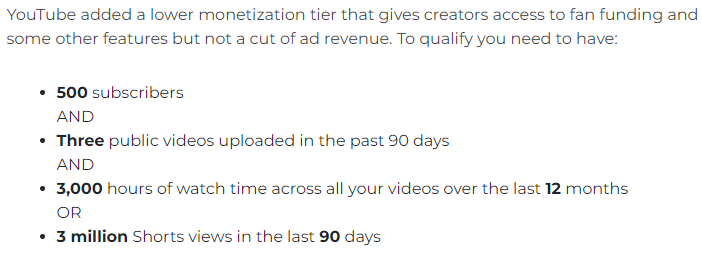 YouTube added a lower monetization tier that gives creators access to fan funding and
some other features but not a cut of ad revenue. To qualify you need to have:
• 500 subscribers
AND
• Three public videos uploaded in the past 90 days
AND
• 3,000 hours of watch time across all your videos over the last 12 months
OR
• 3 million Shorts views in the last 90 days